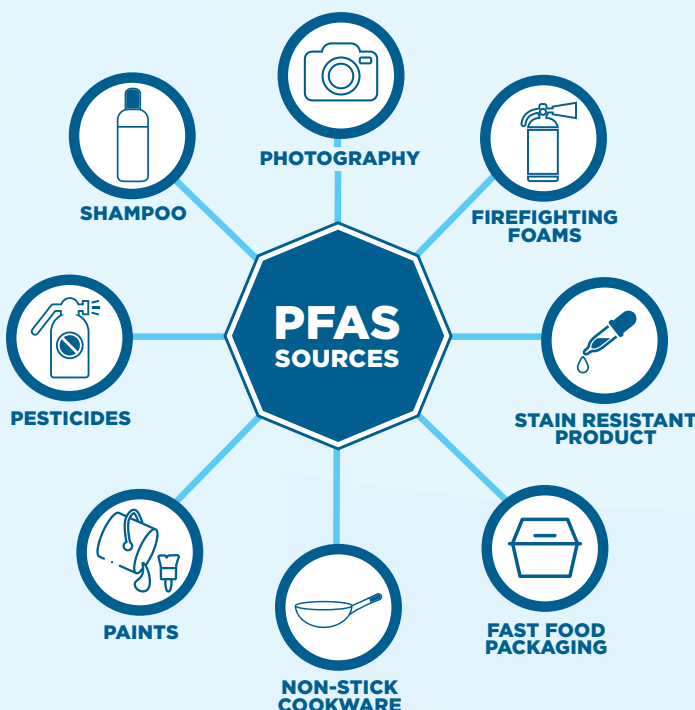 PHOTOGRAPHY
SHAMPOO
FIREFIGHTING
FOAMS
PFAS
SOURCES
PESTICIDES
STAIN RESISTANT
PRODUCT
PAINTS
FAST FOOD
PACKAGING
NON-STICK
COOKWARE